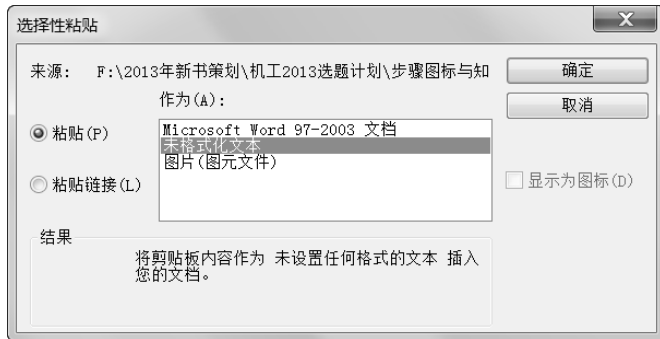 选择性粘贴
来源: F:\2013年新书策划\机工2013选题计划\步骤图标与知
确定
作为(A):
取消
粘贴(P)
Microsoft Word 97-2003 文档
未格式化文本
图片(图元文件)
粘贴链接(L)
显示为图标(D)
结果
将剪贴板内容作为 未设置任何格式的文本 插入
您的文档。